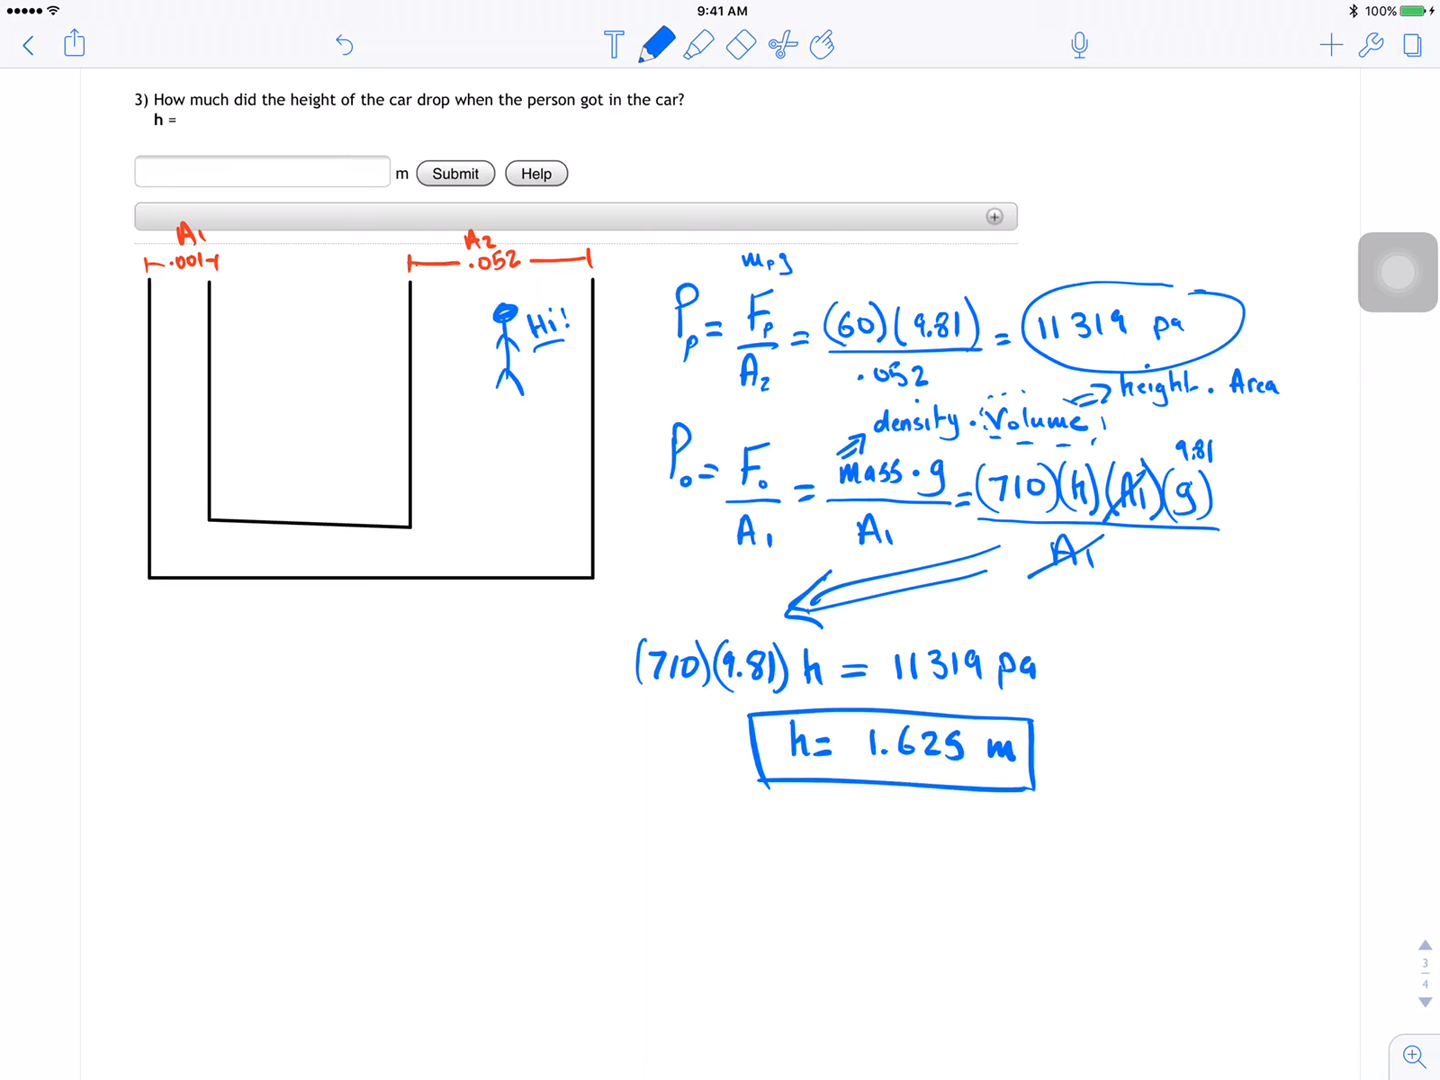 9:41 AM
100%
T
3) How much did the height of the car drop when the person got in the car?
h =
m Submit Help
A1 A2
.001 .052
Hi!
mpg
Pp = Fp / A2 = (60)(9.81) / .052 = 11319 pa
height . Area
density . Volume
Po = Fo / A1 = mass . g / A1 = (710)(h)(A1)(g) / A1
9.81
(710)(9.81) h = 11319 pa
h = 1.625 m
3
4